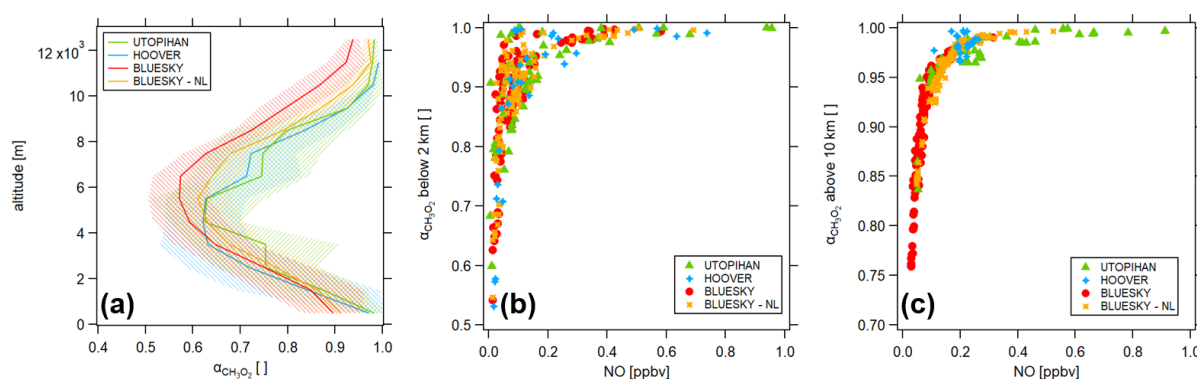 UTOPIHAN
HOOVER
BLUESKY
BLUESKY - NL
12 x10³
10
8
6
4
2
0
altitude [m]
(a)
0.4 0.5 0.6 0.7 0.8 0.9 1.0
α_CH₃O₂ [ ]
1.0
0.9
0.8
0.7
0.6
0.5
α_CH₃O₂ below 2 km [ ]
UTOPIHAN
HOOVER
BLUESKY
BLUESKY - NL
(b)
0.0 0.2 0.4 0.6 0.8 1.0
NO [ppbv]
1.00
0.95
0.90
0.85
0.80
0.75
0.70
α_CH₃O₂ above 10 km [ ]
UTOPIHAN
HOOVER
BLUESKY
BLUESKY - NL
(c)
0.0 0.2 0.4 0.6 0.8 1.0
NO [ppbv]